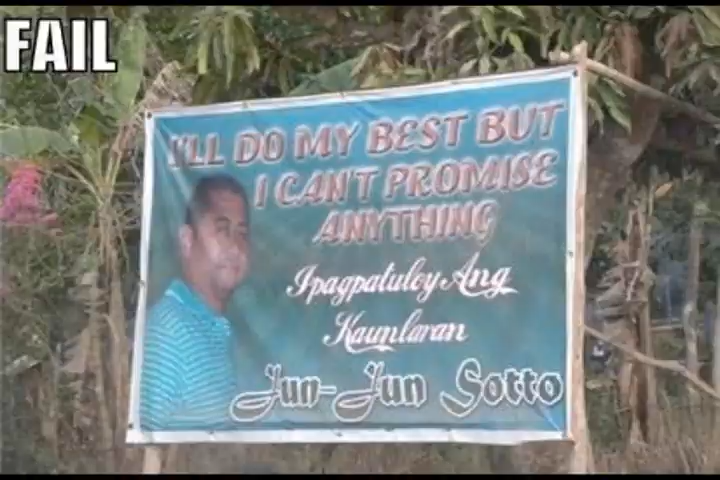 FAIL
I'LL DO MY BEST BUT
I CAN'T PROMISE
ANYTHING
Ipagpatuloy Ang
Kaunlaran
Jun-Jun Sotto